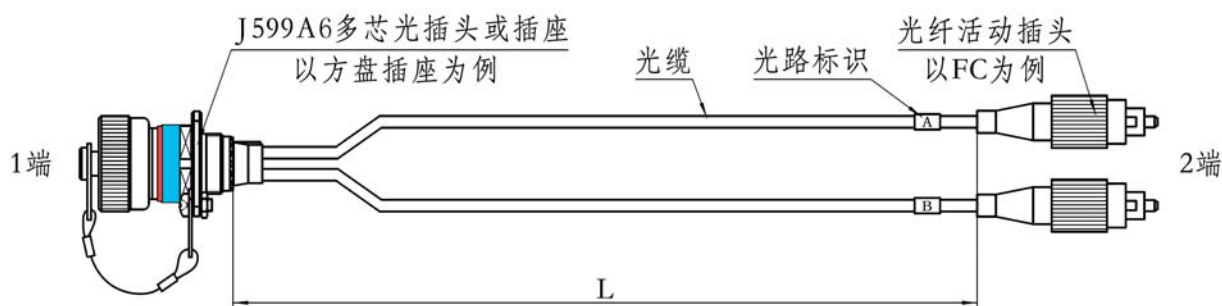 J599A6多芯光插头或插座
以方盘插座为例
光缆
光路标识
光纤活动插头
以FC为例
1端
A
B
2端
L